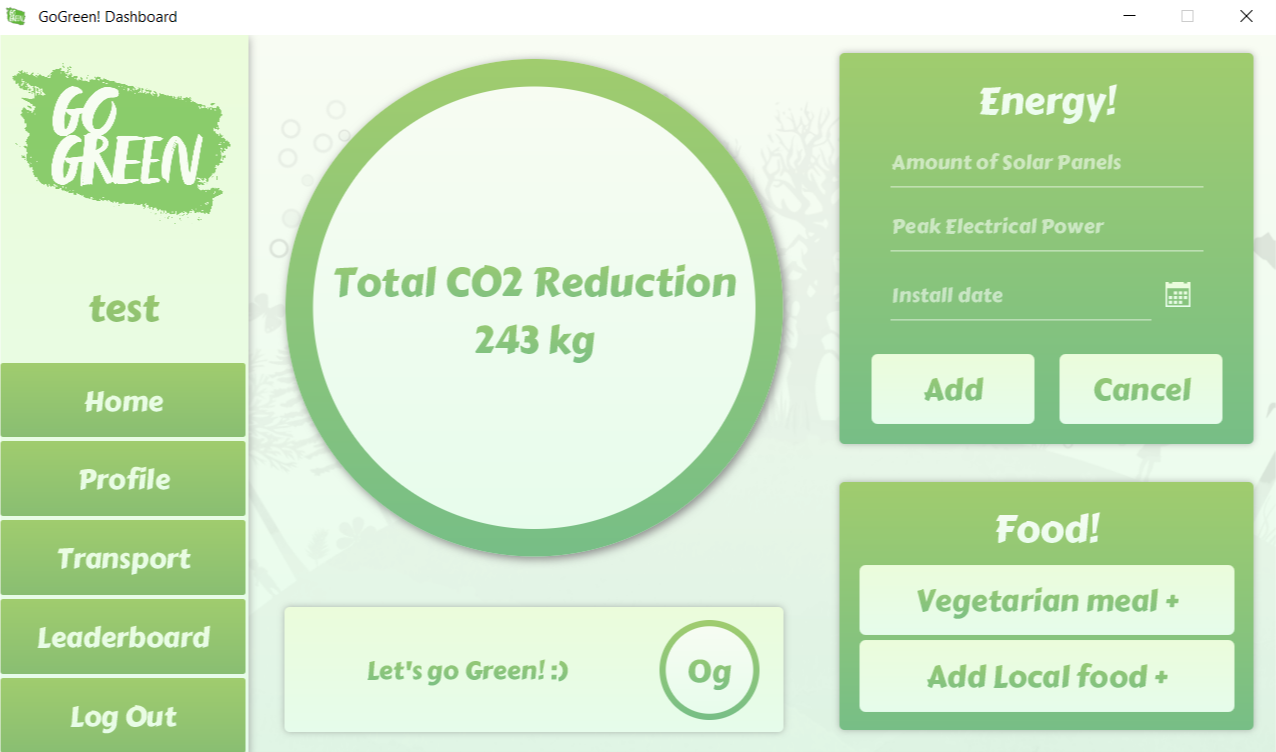 GoGreen! Dashboard
GO
GREEN
test
Home
Profile
Transport
Leaderboard
Log Out
Total CO2 Reduction
243 kg
Let's go Green! :)
0g
Energy!
Amount of Solar Panels
Peak Electrical Power
Install date
Add
Cancel
Food!
Vegetarian meal +
Add Local food +